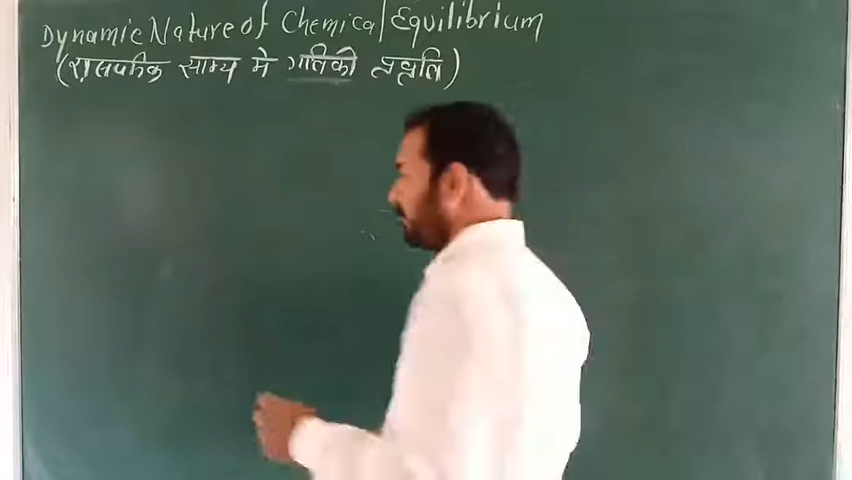 Dynamic Nature of Chemical Equilibrium
(रासायनिक साम्य मे गतिकी प्रकृति)